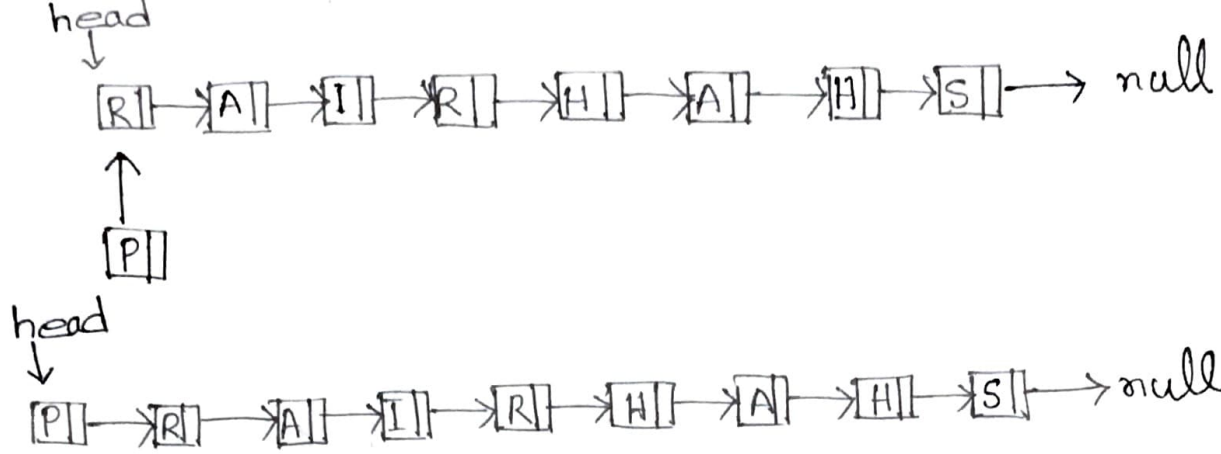 head
R A I R H A H S null
P
head
P R A I R H A H S null